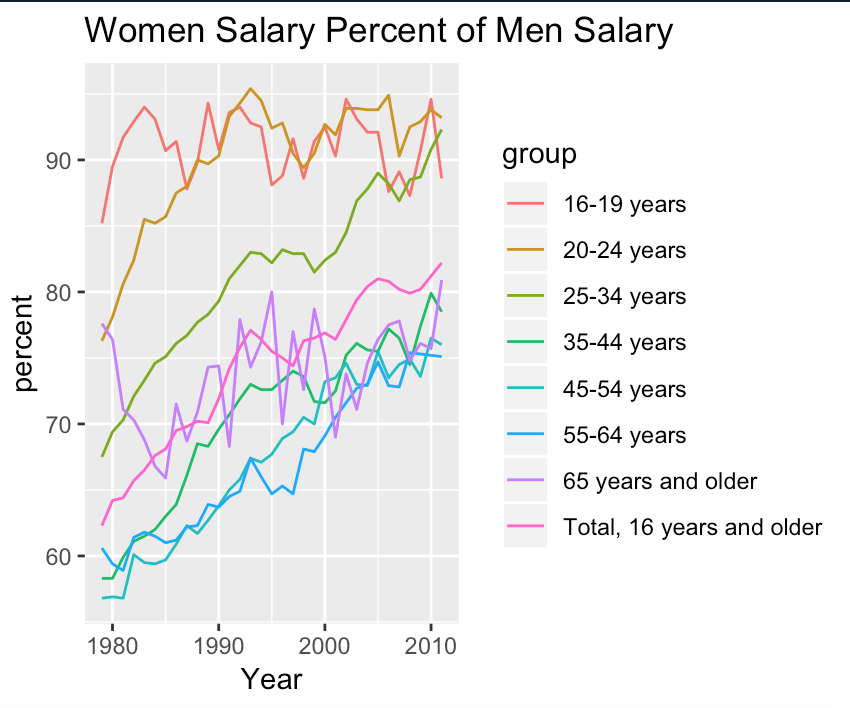 Women Salary Percent of Men Salary
percent
90
80
70
60
1980 1990 2000 2010
Year
group
16-19 years
20-24 years
25-34 years
35-44 years
45-54 years
55-64 years
65 years and older
Total, 16 years and older